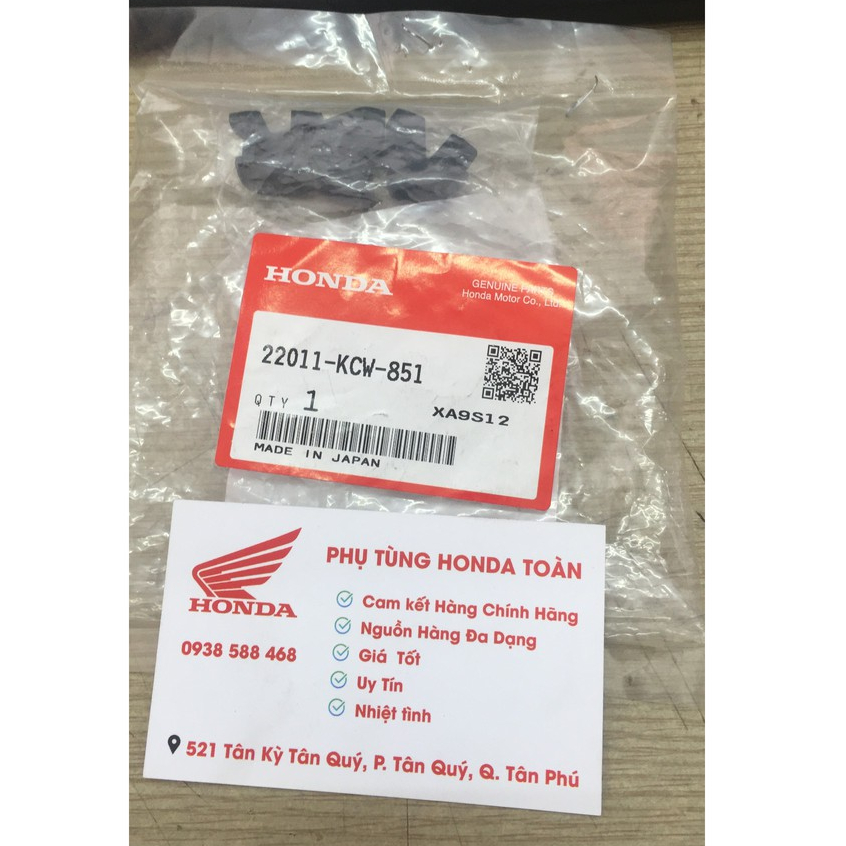 HONDA
GENUINE PARTS
Honda Motor Co., Ltd.
22011-KCW-851
QTY 1
XA9S12
MADE IN JAPAN
HONDA
0938 588 468
PHỤ TÙNG HONDA TOÀN
Cam kết Hàng Chính Hãng
Nguồn Hàng Đa Dạng
Giá Tốt
Uy Tín
Nhiệt tình
521 Tân Kỳ Tân Quý, P. Tân Quý, Q. Tân Phú